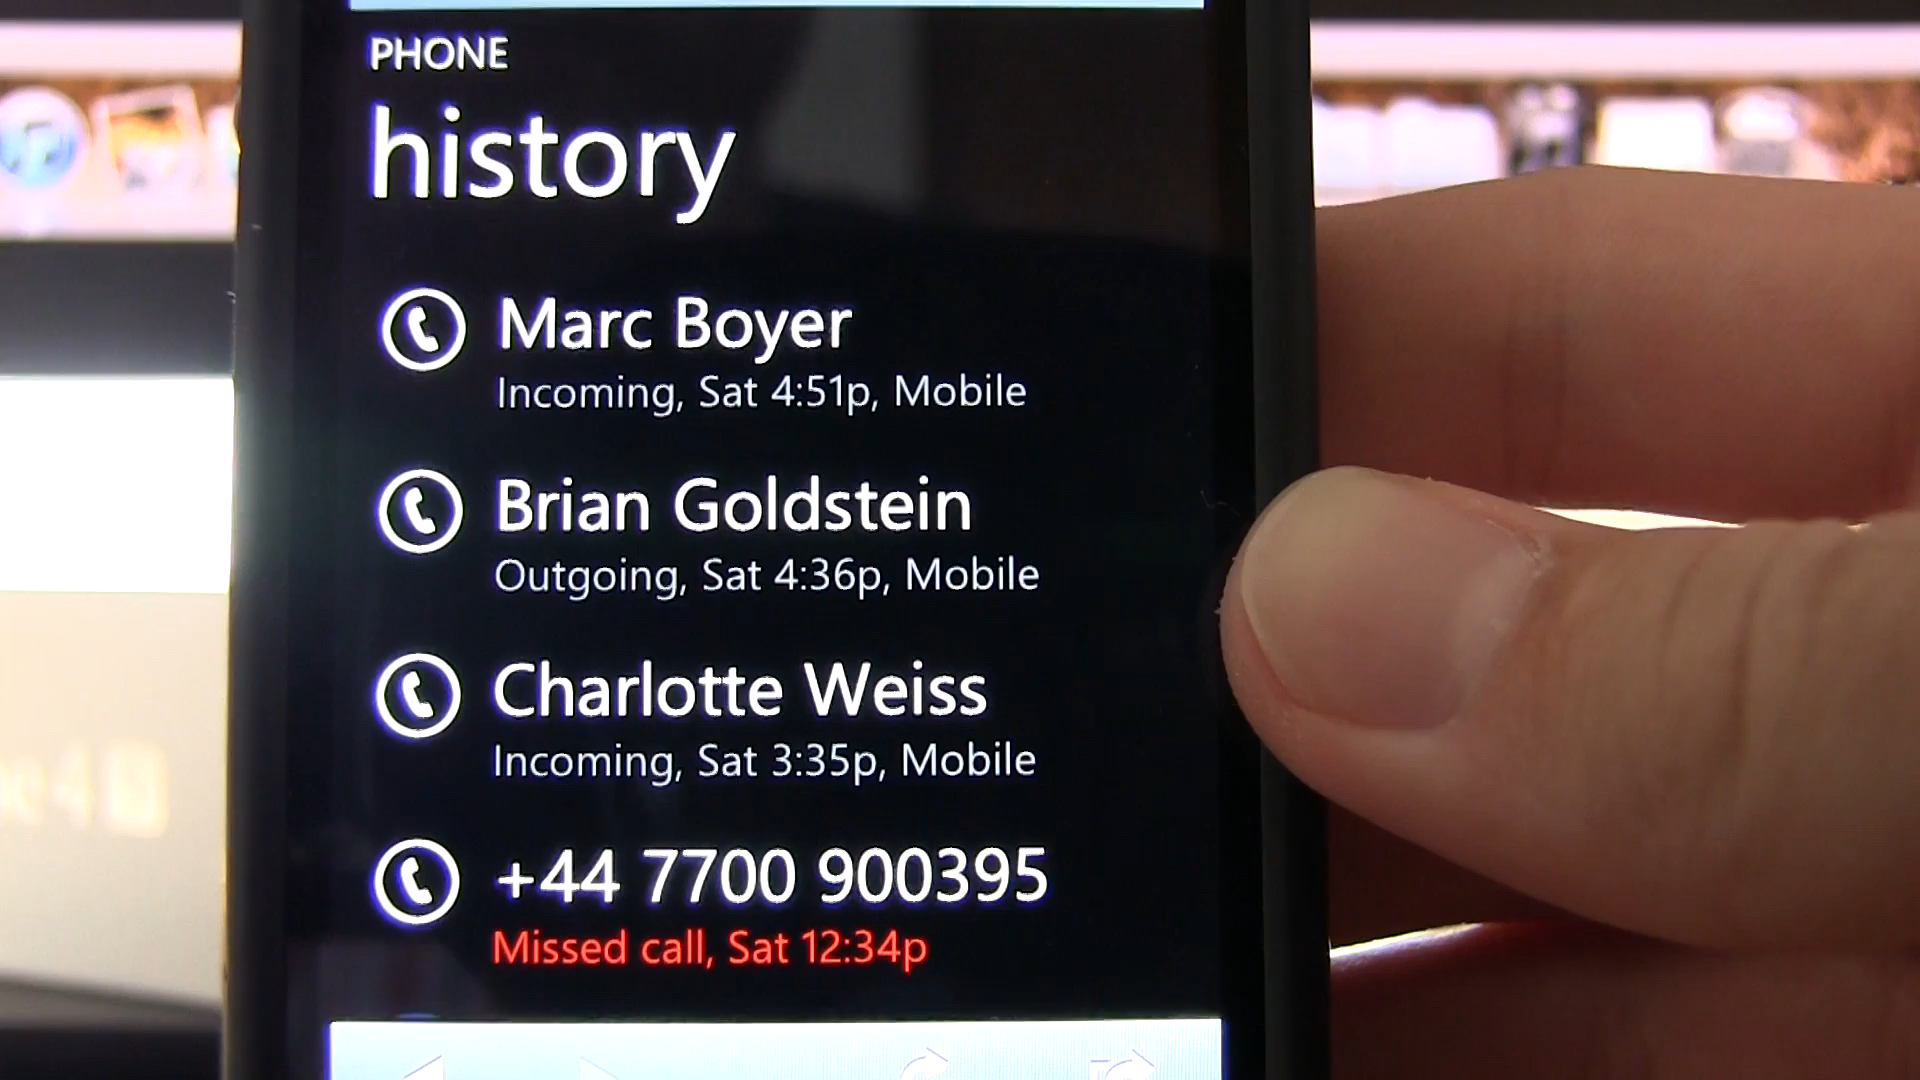 PHONE
history
Marc Boyer
Incoming, Sat 4:51p, Mobile
Brian Goldstein
Outgoing, Sat 4:36p, Mobile
Charlotte Weiss
Incoming, Sat 3:35p, Mobile
+44 7700 900395
Missed call, Sat 12:34p